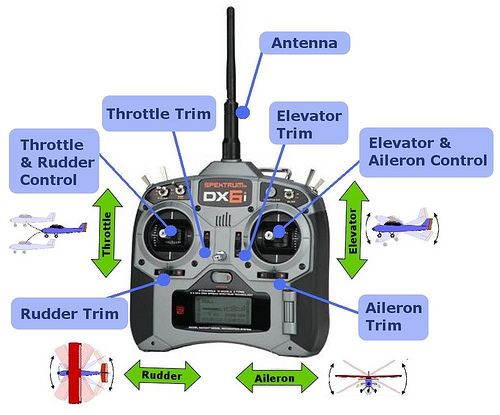 Antenna
Throttle Trim
Elevator
Trim
Throttle
& Rudder
Control
Elevator &
Aileron Control
SPEKTRUM
DX6i
Throttle
Elevator
Rudder Trim
Aileron
Trim
Rudder
Aileron